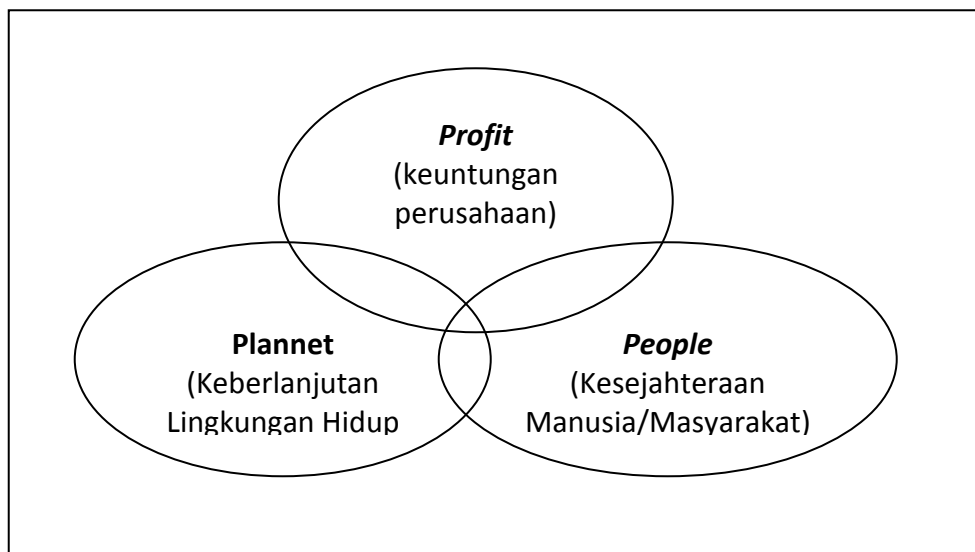 Profit
(keuntungan
perusahaan)
Plannet
(Keberlanjutan
Lingkungan Hidup
People
(Kesejahteraan
Manusia/Masyarakat)